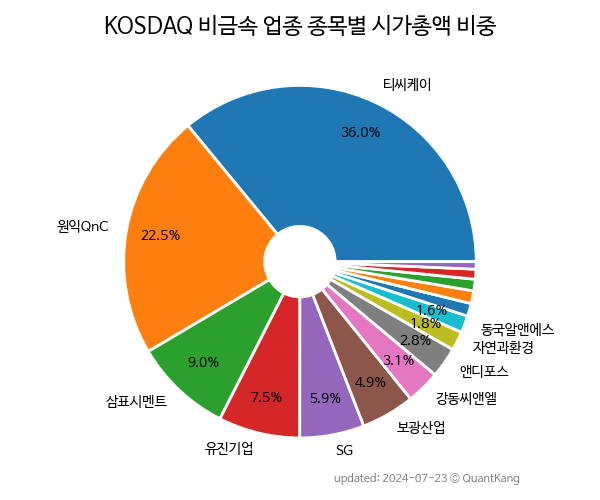 KOSDAQ 비금속 업종 종목별 시가총액 비중
티씨케이
36.0%
원익QnC
22.5%
삼표시멘트
9.0%
유진기업
7.5%
SG
5.9%
보광산업
4.9%
강동씨앤엘
3.1%
앤디포스
2.8%
자연과환경
1.8%
동국알앤에스
1.6%
updated: 2024-07-23 ⓒ QuantKang